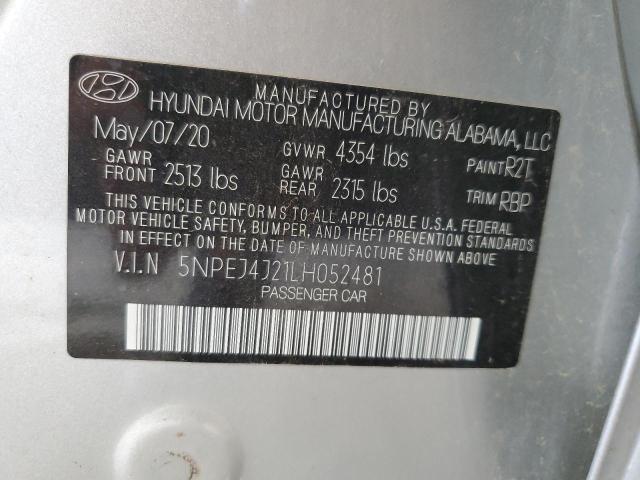 MANUFACTURED BY
HYUNDAI MOTOR MANUFACTURING ALABAMA, LLC
May/07/20 GVWR 4354 lbs PAINT R2T
GAWR FRONT 2513 lbs GAWR REAR 2315 lbs TRIM RBP
THIS VEHICLE CONFORMS TO ALL APPLICABLE U.S.A. FEDERAL
MOTOR VEHICLE SAFETY, BUMPER, AND THEFT PREVENTION STANDARDS
IN EFFECT ON THE DATE OF MANUFACTURE SHOWN ABOVE
V.I.N 5NPEJ4J21LH052481
PASSENGER CAR